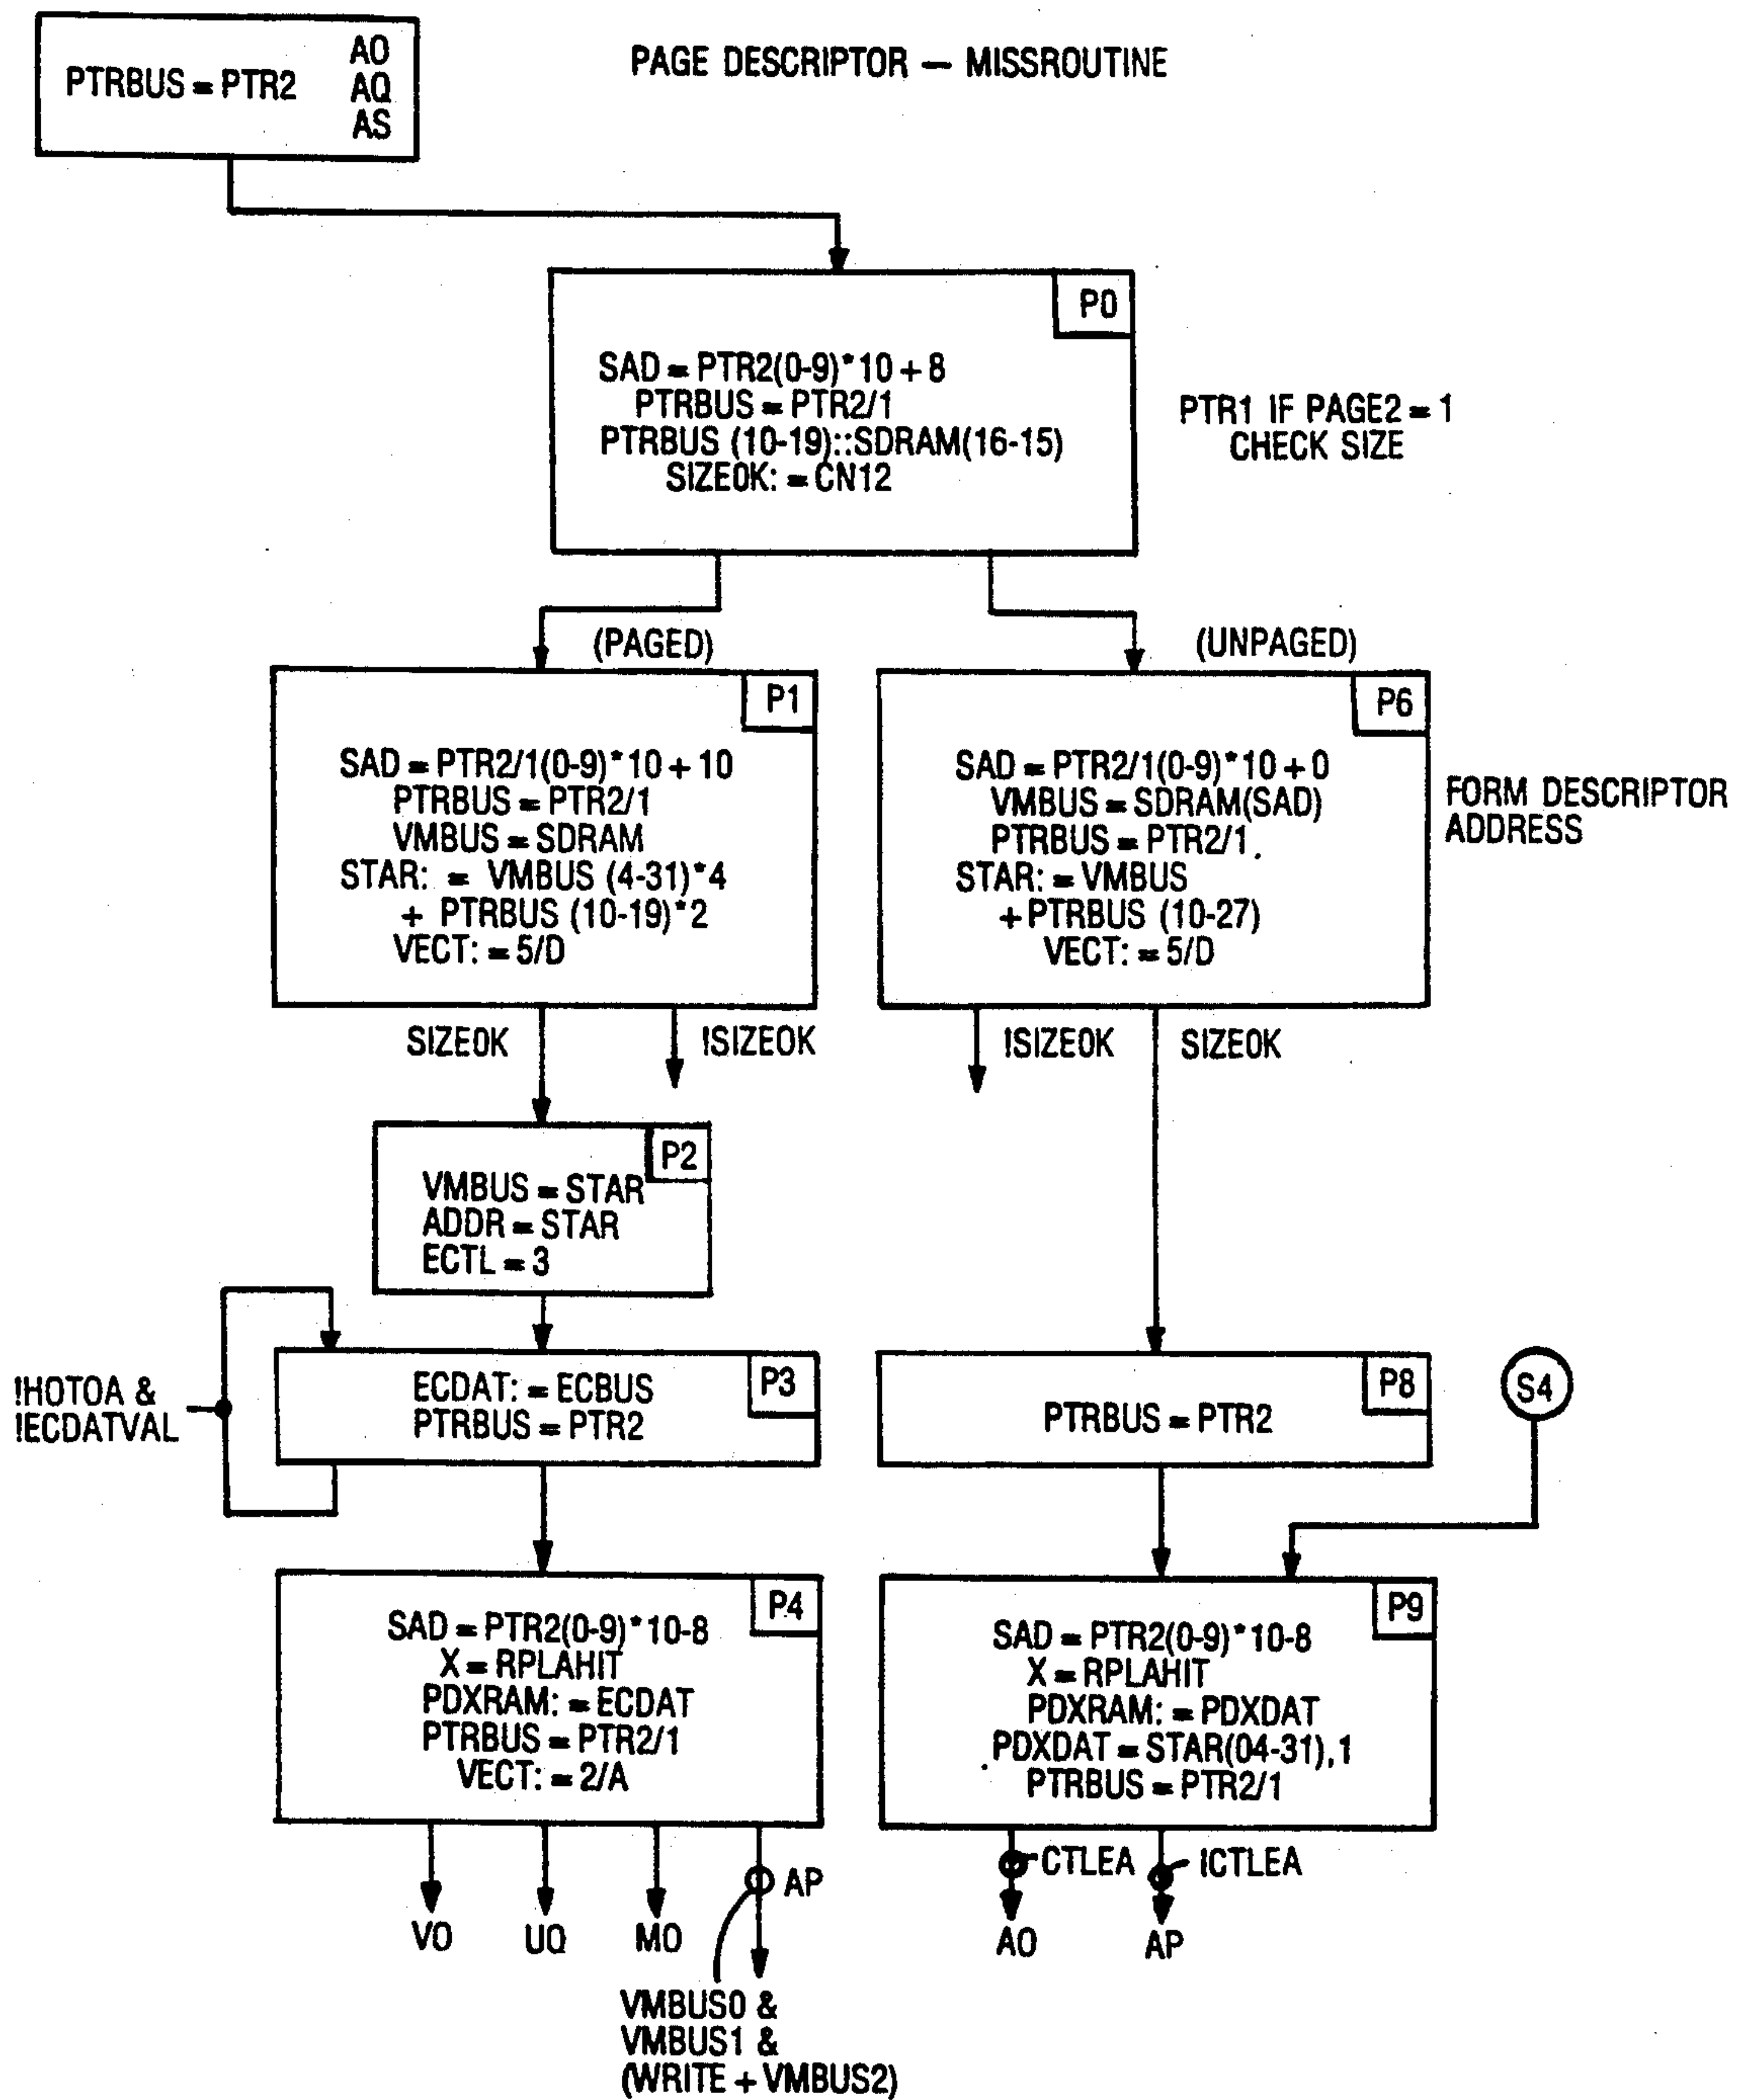 PAGE DESCRIPTOR — MISSROUTINE
PTRBUS = PTR2
AO
AQ
AS
P0
SAD = PTR2(0-9)*10 + 8
PTRBUS = PTR2/1
PTRBUS (10-19)::SDRAM(16-15)
SIZEOK: = CN12
PTR1 IF PAGE2 = 1
CHECK SIZE
(PAGED)
(UNPAGED)
P1
SAD = PTR2/1(0-9)*10 + 10
PTRBUS = PTR2/1
VMBUS = SDRAM
STAR: = VMBUS (4-31)*4
+ PTRBUS (10-19)*2
VECT: = 5/D
P6
SAD = PTR2/1(0-9)*10 + 0
VMBUS = SDRAM(SAD)
PTRBUS = PTR2/1
STAR: = VMBUS
+ PTRBUS (10-27)
VECT: = 5/D
FORM DESCRIPTOR
ADDRESS
SIZEOK
!SIZEOK
!SIZEOK
SIZEOK
P2
VMBUS = STAR
ADDR = STAR
ECTL = 3
!HOTOA &
!ECDATVAL
P3
ECDAT: = ECBUS
PTRBUS = PTR2
P8
PTRBUS = PTR2
S4
P4
SAD = PTR2(0-9)*10-8
X = RPLAHIT
PDXRAM: = ECDAT
PTRBUS = PTR2/1
VECT: = 2/A
P9
SAD = PTR2(0-9)*10-8
X = RPLAHIT
PDXRAM: = PDXDAT
PDXDAT = STAR(04-31),1
PTRBUS = PTR2/1
VO
UQ
MO
AP
CTLEA
!CTLEA
AO
AP
VMBUS0 &
VMBUS1 &
(WRITE + VMBUS2)